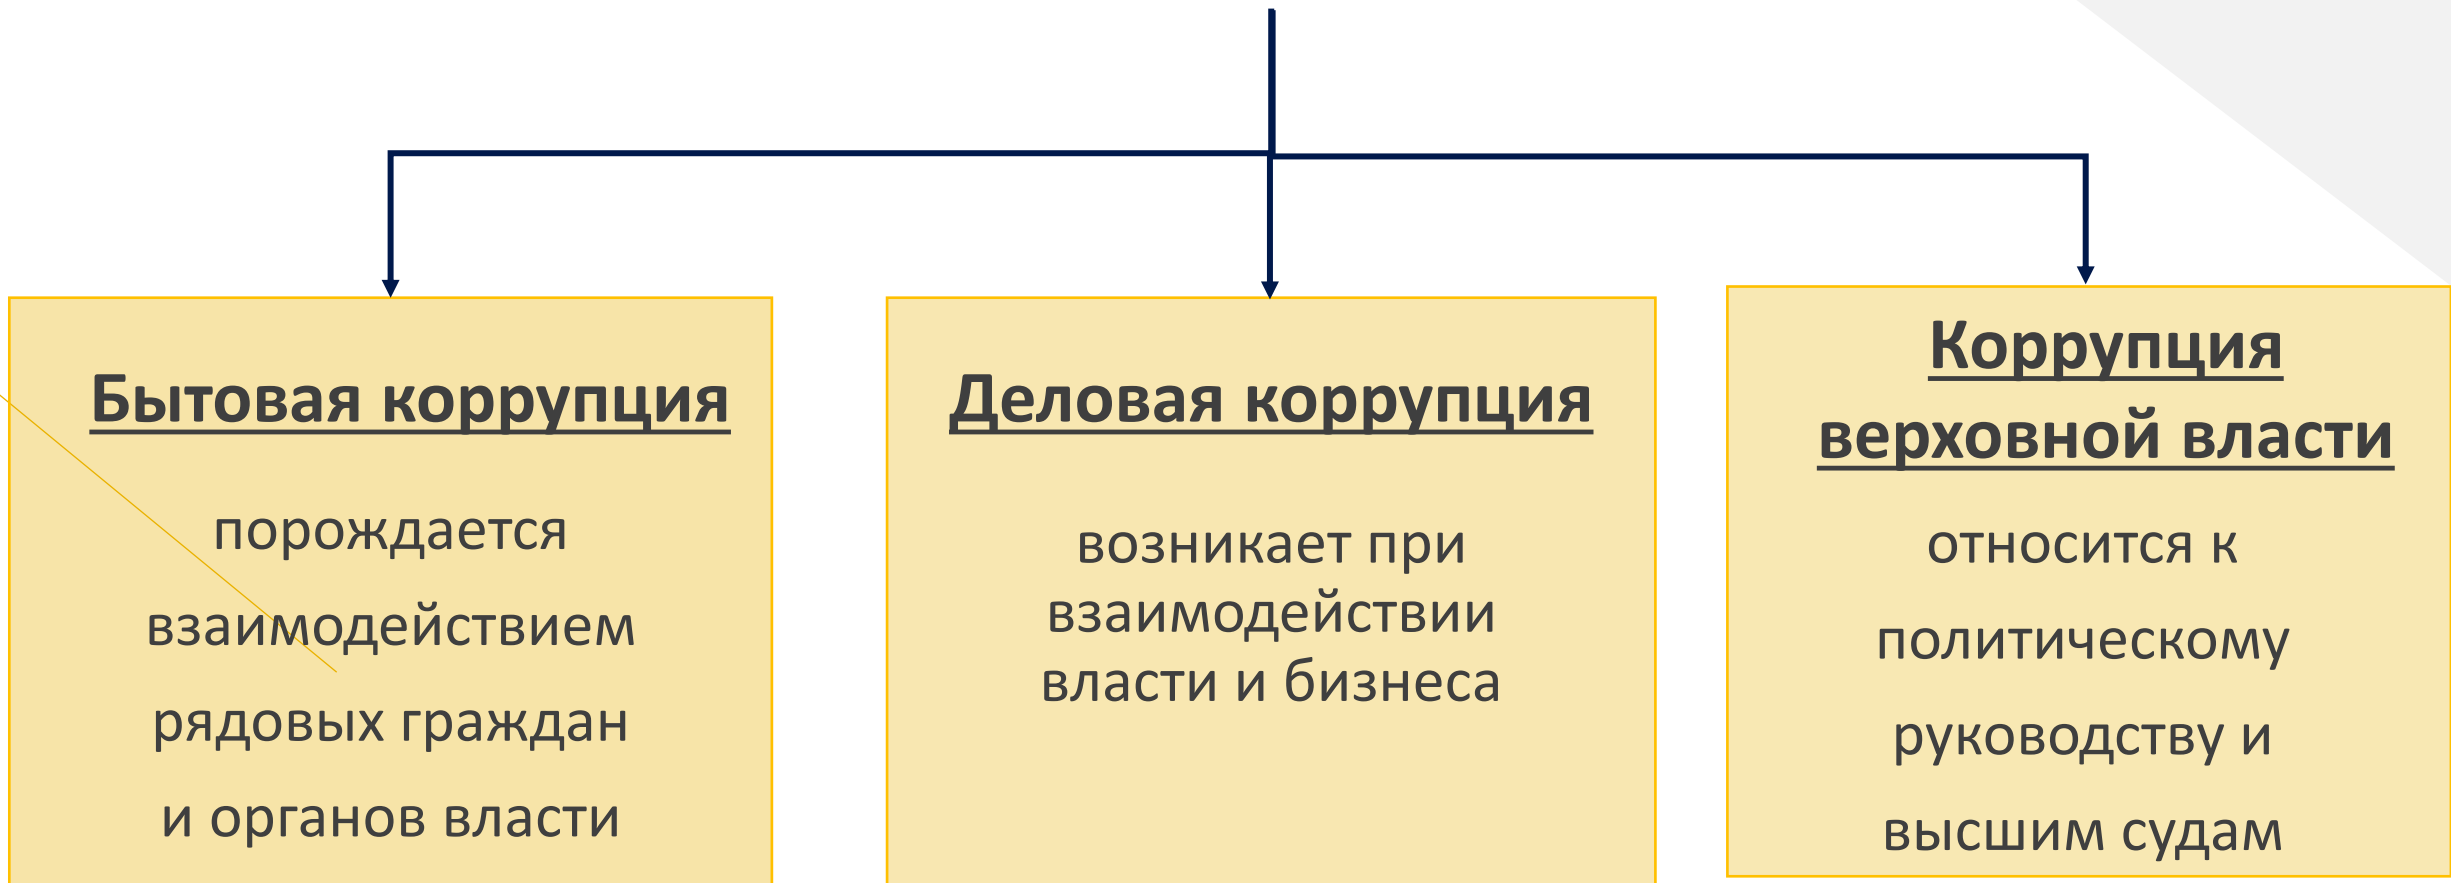 Бытовая коррупция
порождается
взаимодействием
рядовых граждан
и органов власти
Деловая коррупция
возникает при
взаимодействии
власти и бизнеса
Коррупция
верховной власти
относится к
политическому
руководству и
высшим судам